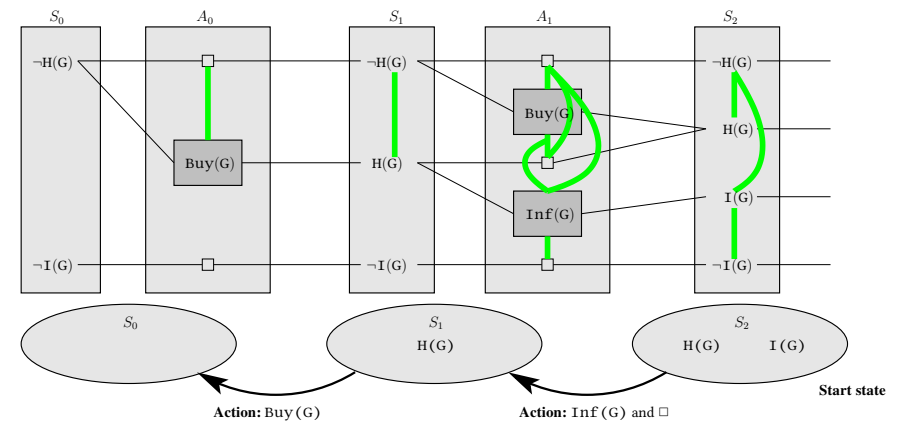 S₀ A₀ S₁ A₁ S₂
¬H(G) ¬H(G) ¬H(G)
Buy(G)
H(G)
Buy(G) H(G)
I(G)
Inf(G)
¬I(G) ¬I(G) ¬I(G)
S₀ S₁ S₂
H(G) H(G) I(G)
Start state
Action: Buy(G) Action: Inf(G) and □